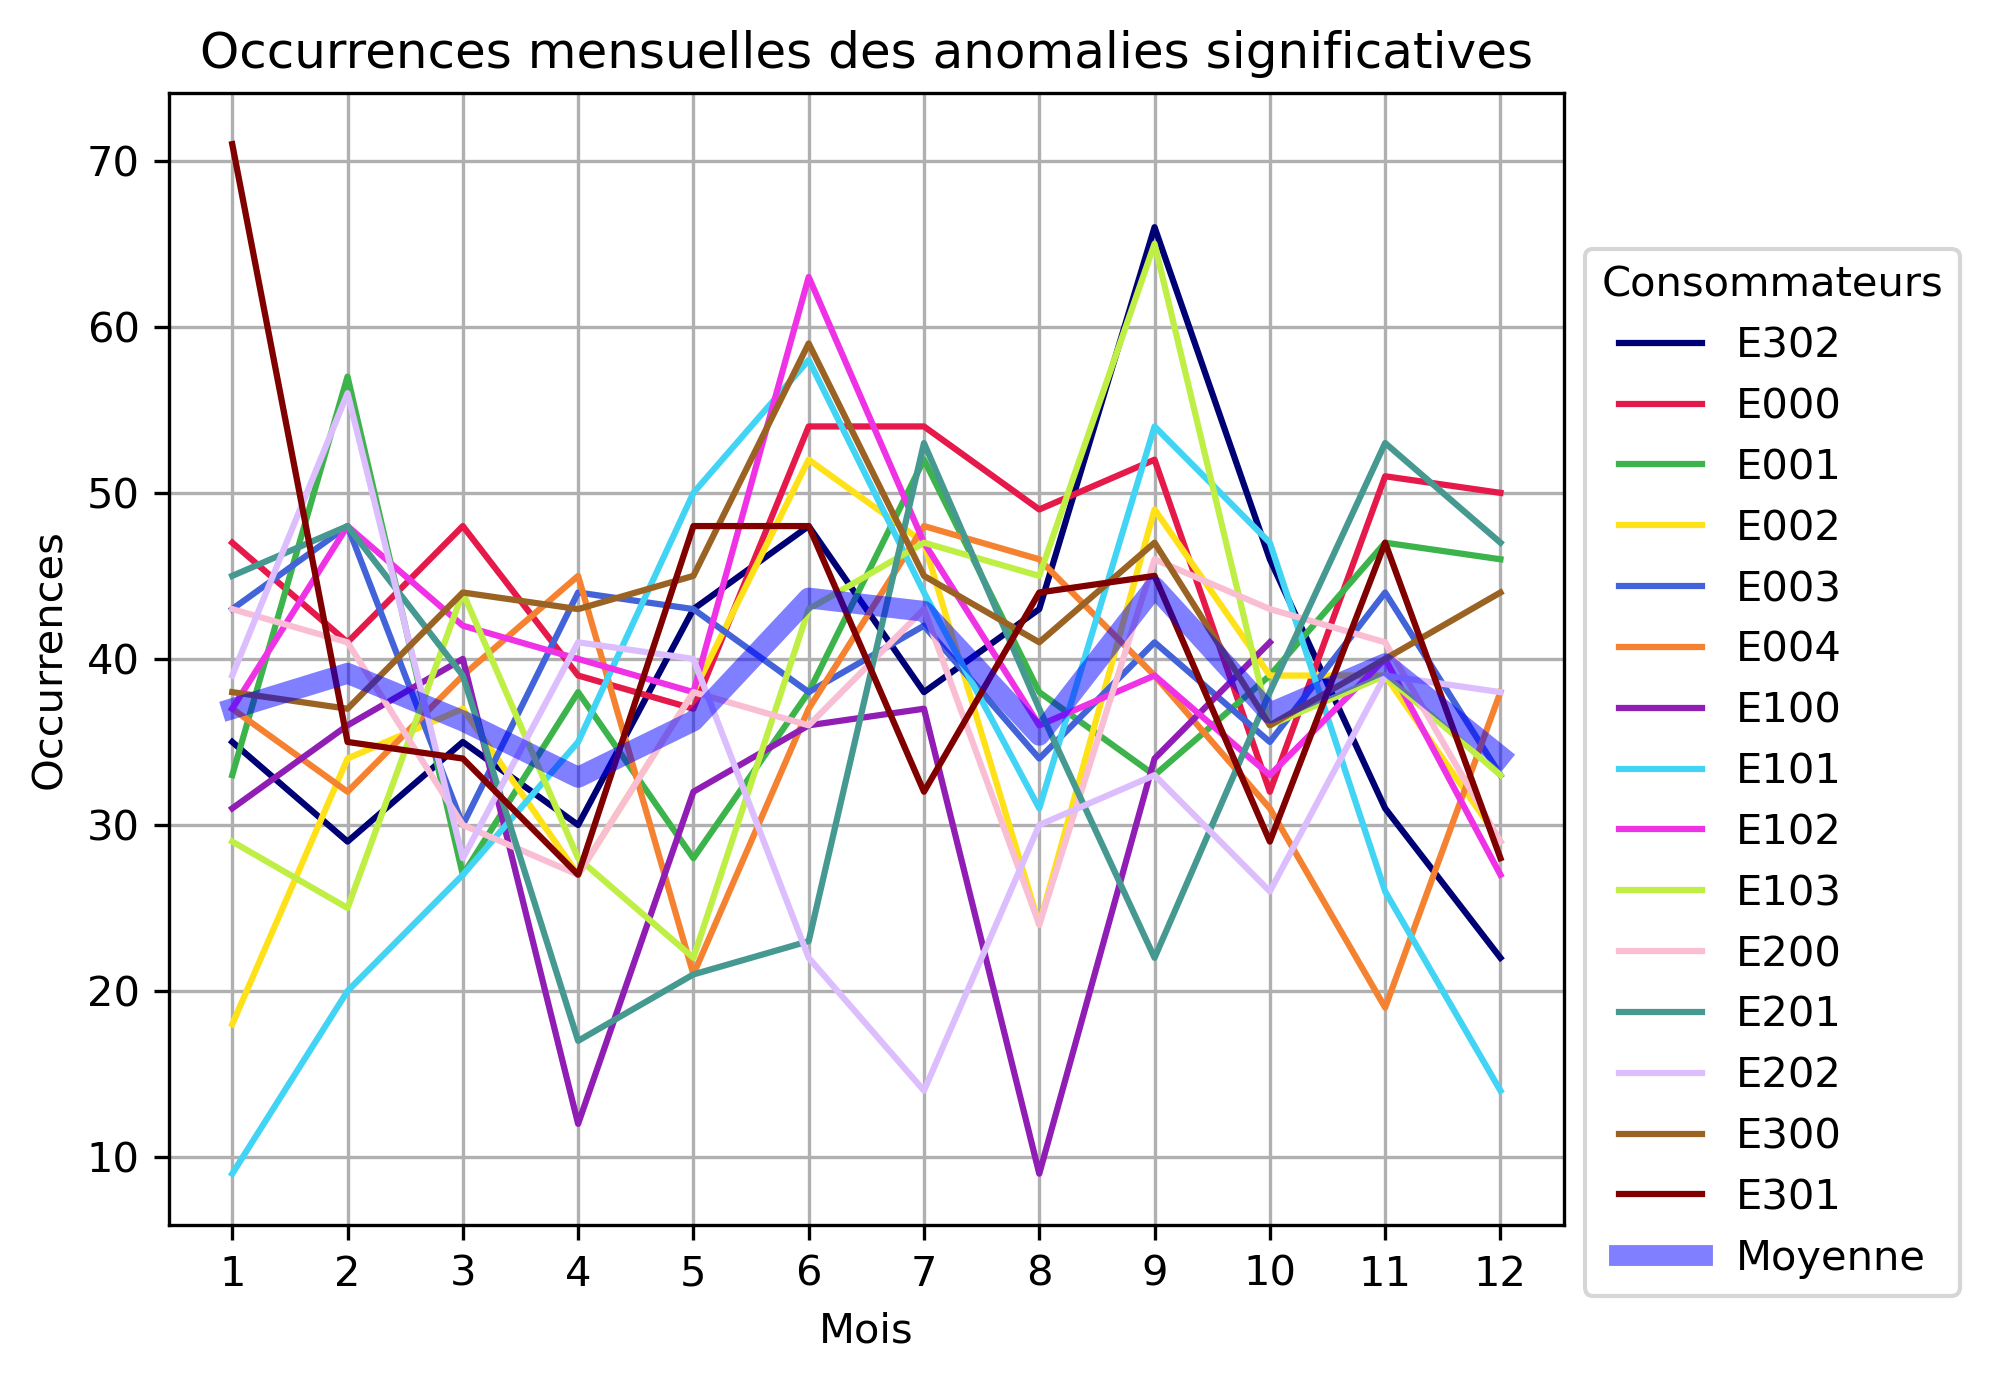 Occurrences mensuelles des anomalies significatives
70
60
50
40
30
20
10
Occurrences
1 2 3 4 5 6 7 8 9 10 11 12
Mois
Consommateurs
E302
E000
E001
E002
E003
E004
E100
E101
E102
E103
E200
E201
E202
E300
E301
Moyenne